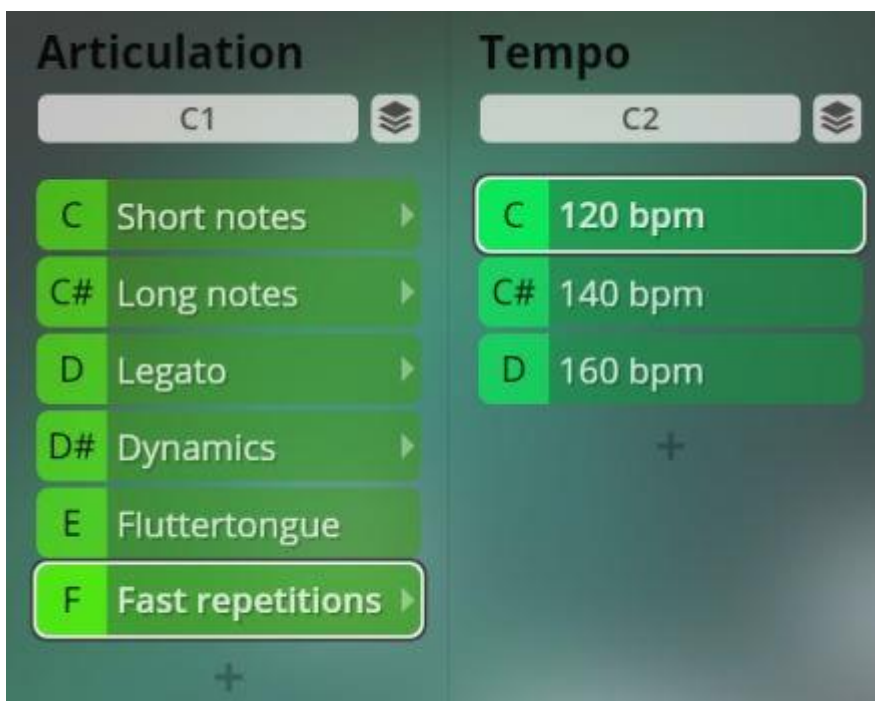 Articulation
C1
C Short notes
C# Long notes
D Legato
D# Dynamics
E Fluttertongue
F Fast repetitions
+
Tempo
C2
C 120 bpm
C# 140 bpm
D 160 bpm
+